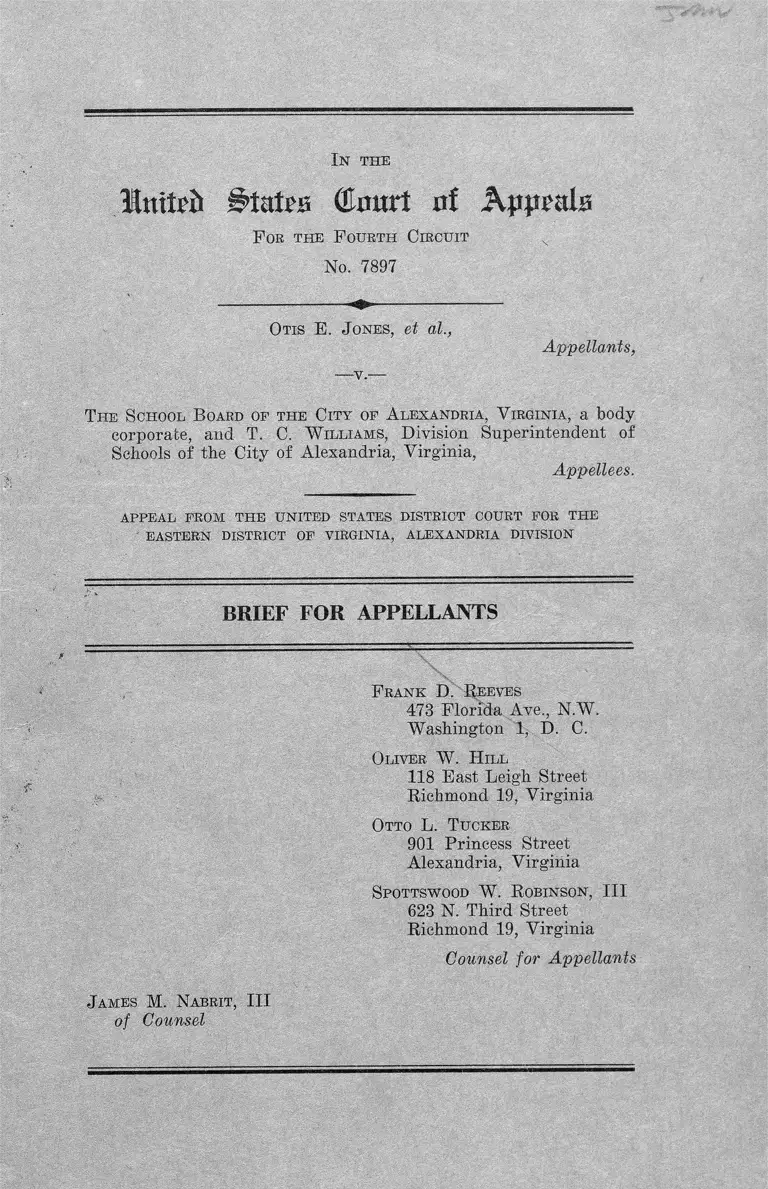 IN THE
United States Court of Appeals
FOR THE FOURTH CIRCUIT
No. 7897
OTIS E. JONES, et al.,
Appellants,
—v.—
THE SCHOOL BOARD OF THE CITY OF ALEXANDRIA, VIRGINIA, a body
corporate, and T. C. WILLIAMS, Division Superintendent of
Schools of the City of Alexandria, Virginia,
Appellees.
APPEAL FROM THE UNITED STATES DISTRICT COURT FOR THE
EASTERN DISTRICT OF VIRGINIA, ALEXANDRIA DIVISION
BRIEF FOR APPELLANTS
FRANK D. REEVES
473 Florida Ave., N.W.
Washington 1, D. C.
OLIVER W. HILL
118 East Leigh Street
Richmond 19, Virginia
OTTO L. TUCKER
901 Princess Street
Alexandria, Virginia
SPOTTSWOOD W. ROBINSON, III
623 N. Third Street
Richmond 19, Virginia
Counsel for Appellants
JAMES M. NABRIT, III
of Counsel